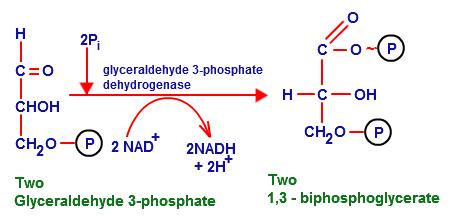 H
C=O
CHOH
CH2O-P
Two
Glyceraldehyde 3-phosphate
2Pi
glyceraldehyde 3-phosphate
dehydrogenase
2 NAD+
2NADH
+ 2H+
O
C-O~P
H-C-OH
CH2O-P
Two
1,3 - biphosphoglycerate